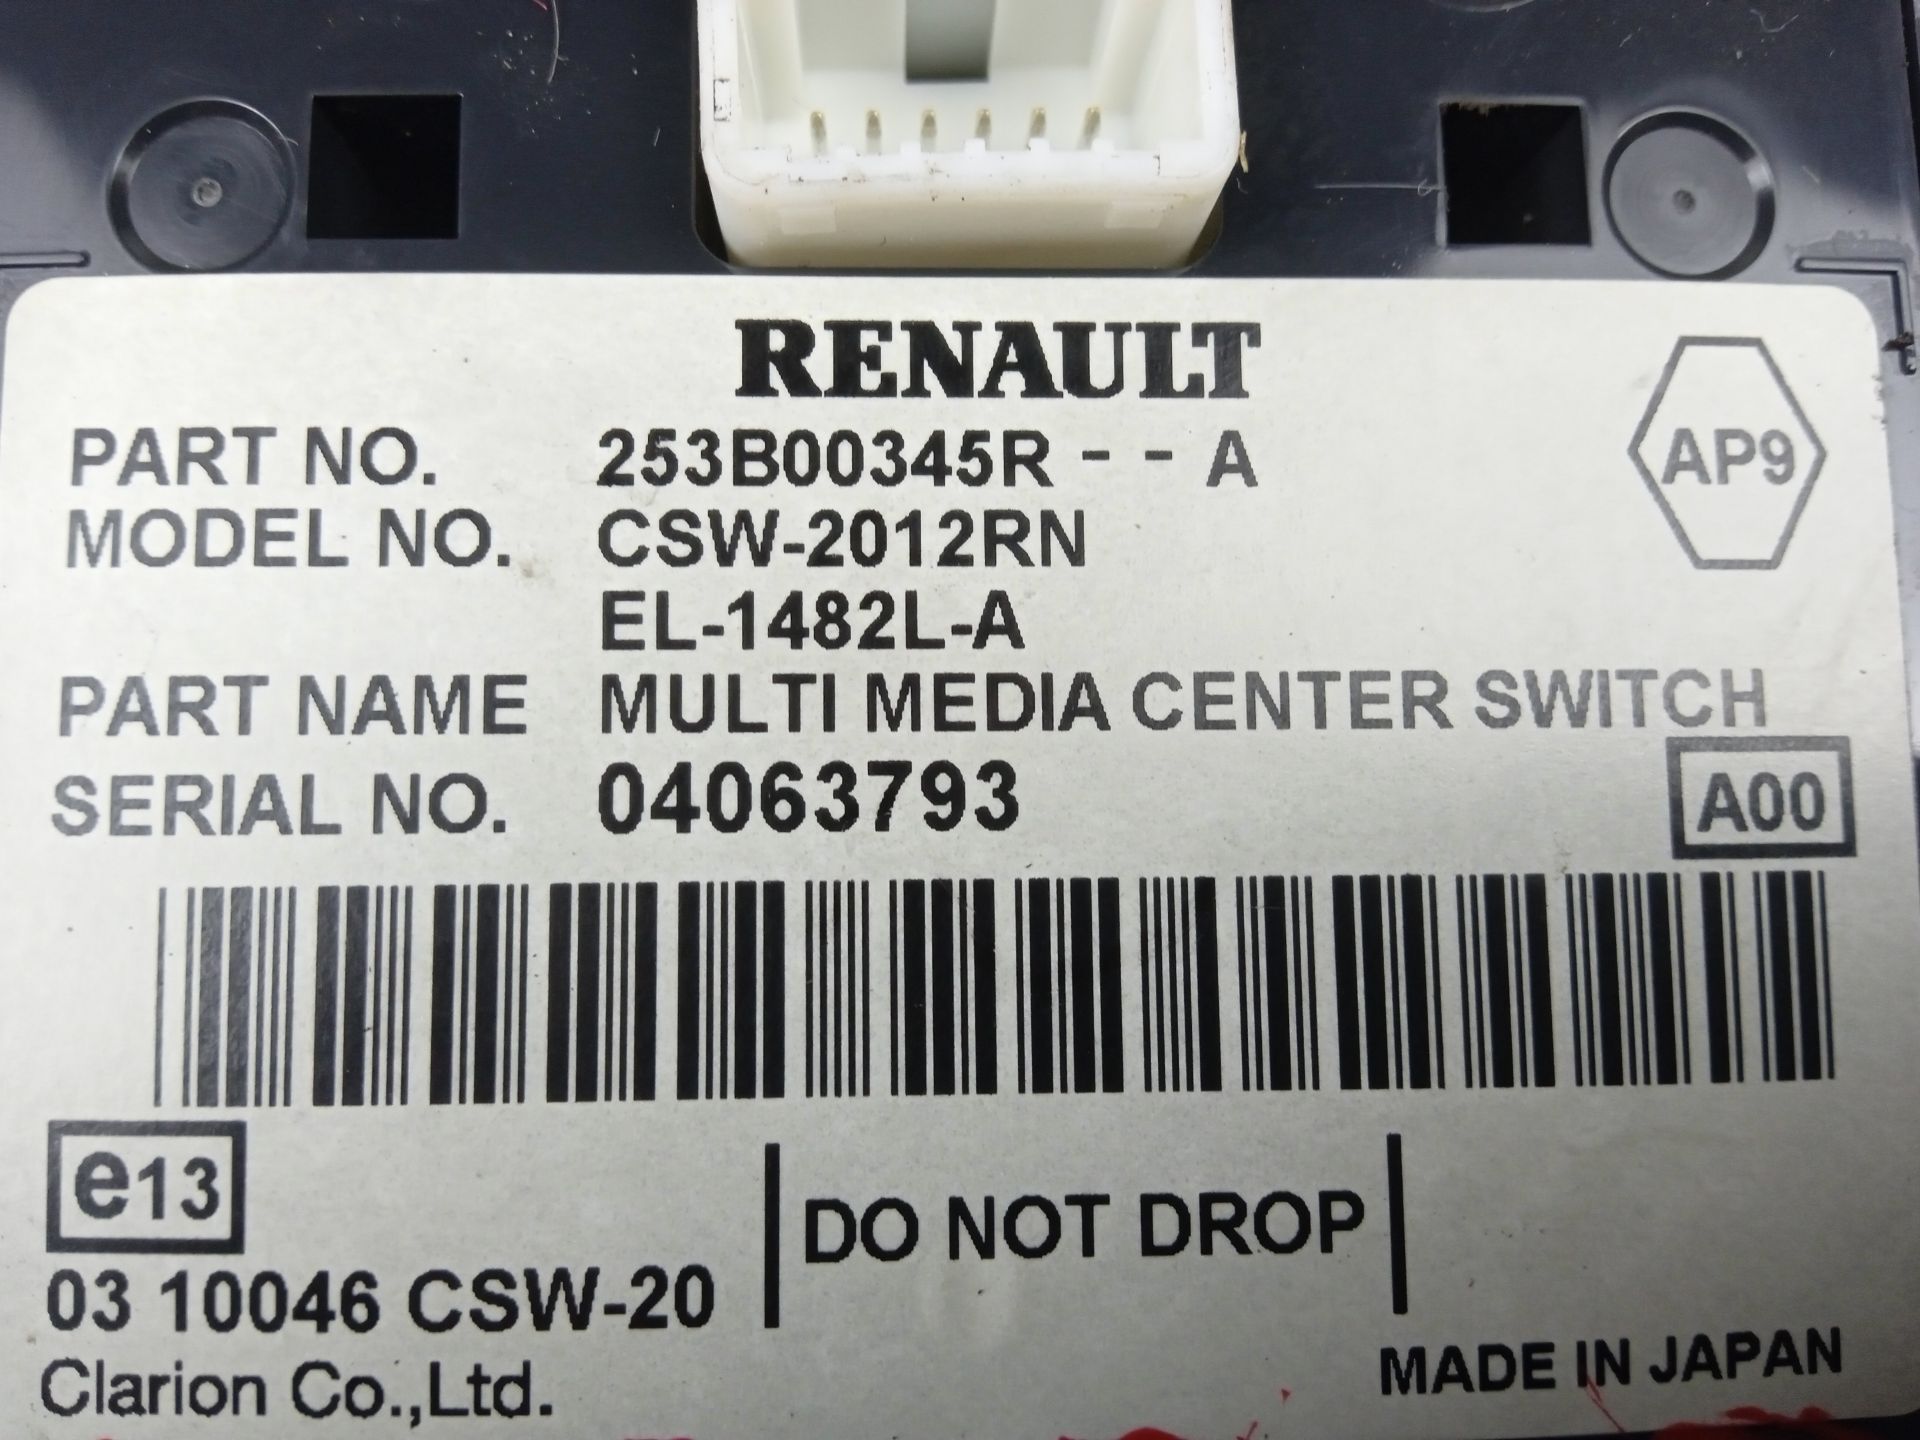 RENAULT
PART NO. 253B00345R - - A
AP9
MODEL NO. CSW-2012RN
EL-1482L-A
PART NAME MULTI MEDIA CENTER SWITCH
SERIAL NO. 04063793
A00
e13
DO NOT DROP
03 10046 CSW-20
Clarion Co.,Ltd.
MADE IN JAPAN